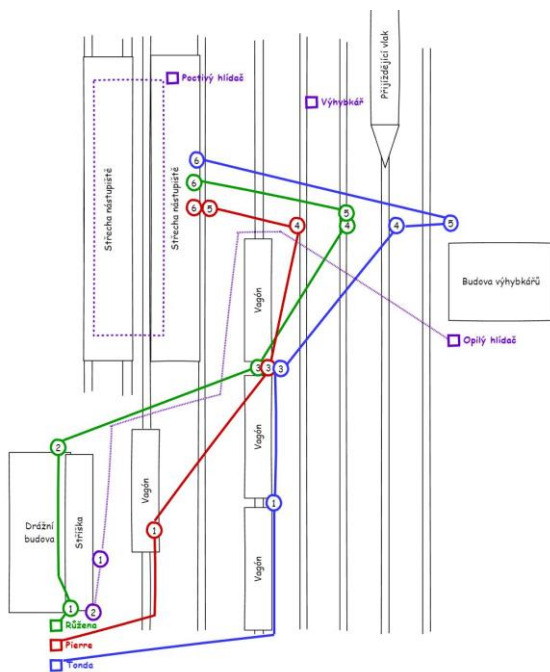 Přijíždějící vlak
Poctivý hlídač
Výhybkář
Střecha nástupiště
Střecha nástupiště
6
6
6
5
4
5
4
4
5
Vagón
Budova výhybkářů
Opilý hlídač
3
3
3
2
Vagón
Vagón
Drážní
budova
Stříška
1
1
1
Vagón
1
2
Růžena
Pierre
Tonda